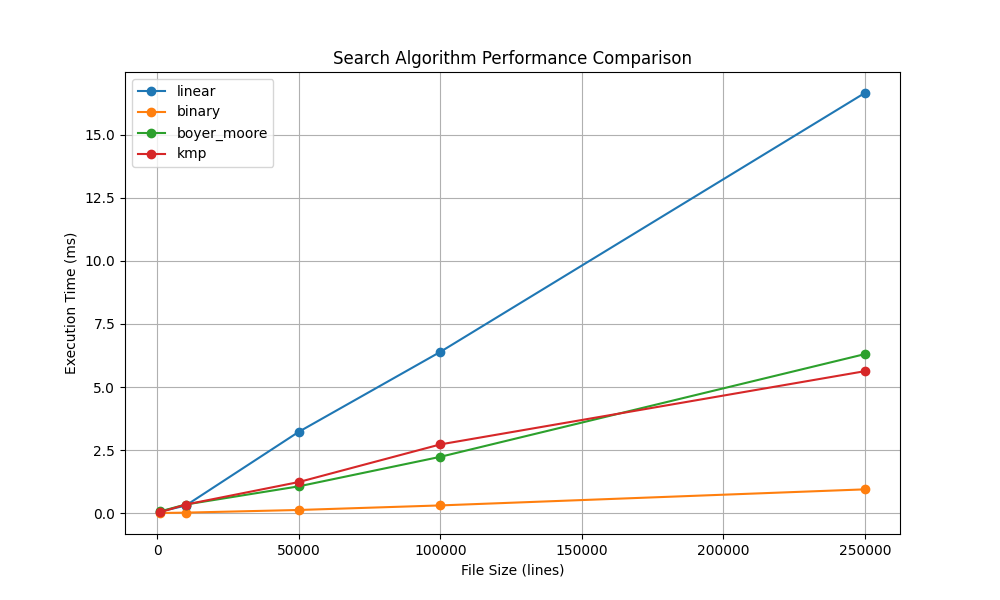 Search Algorithm Performance Comparison
linear
binary
boyer_moore
kmp
Execution Time (ms)
15.0
12.5
10.0
7.5
5.0
2.5
0.0
0
50000
100000
150000
200000
250000
File Size (lines)